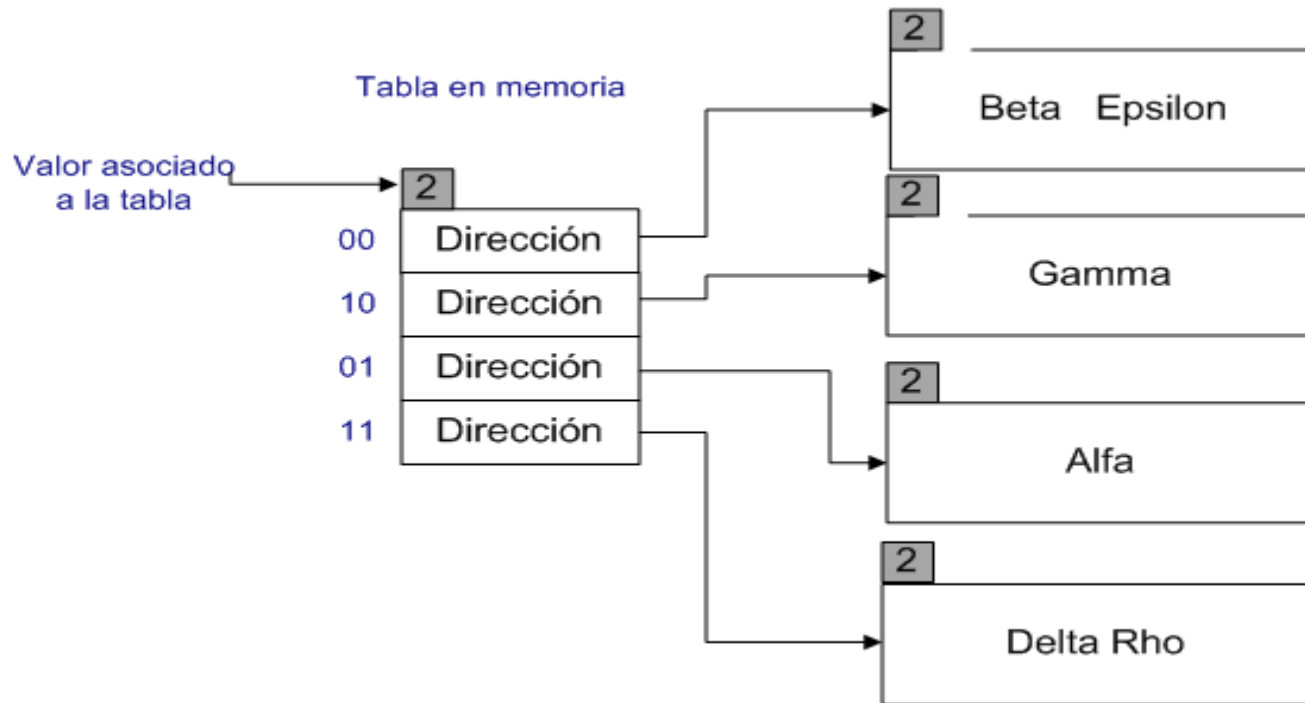 Tabla en memoria
Valor asociado
a la tabla
2
00 Dirección
10 Dirección
01 Dirección
11 Dirección
2
Beta Epsilon
2
Gamma
2
Alfa
2
Delta Rho